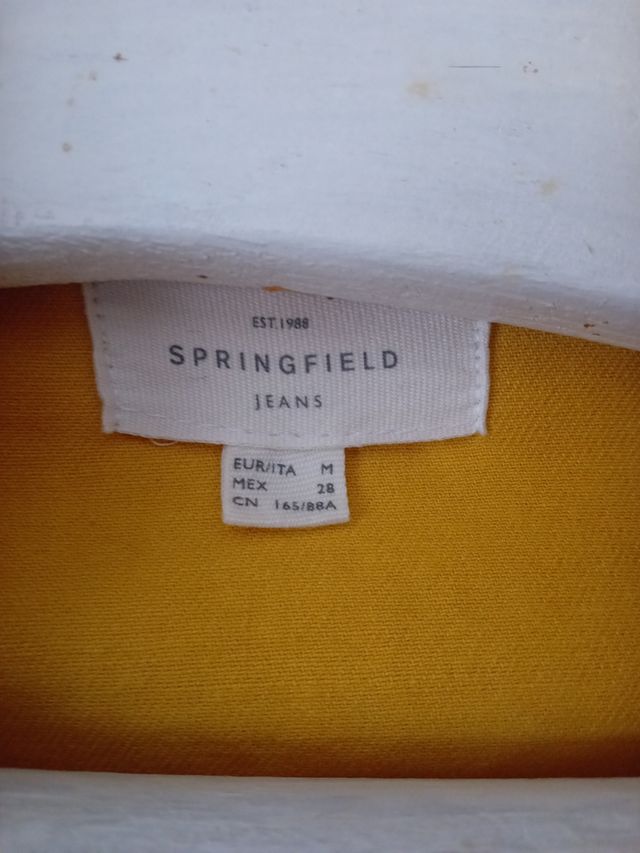 EST.1988
SPRINGFIELD
JEANS
EUR/ITA M
MEX 28
CN 165/88A